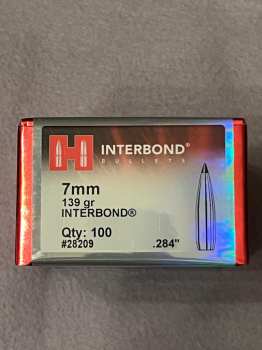 H INTERBOND®
BULLETS
7mm
139 gr
INTERBOND®
Qty: 100
#28209 .284"